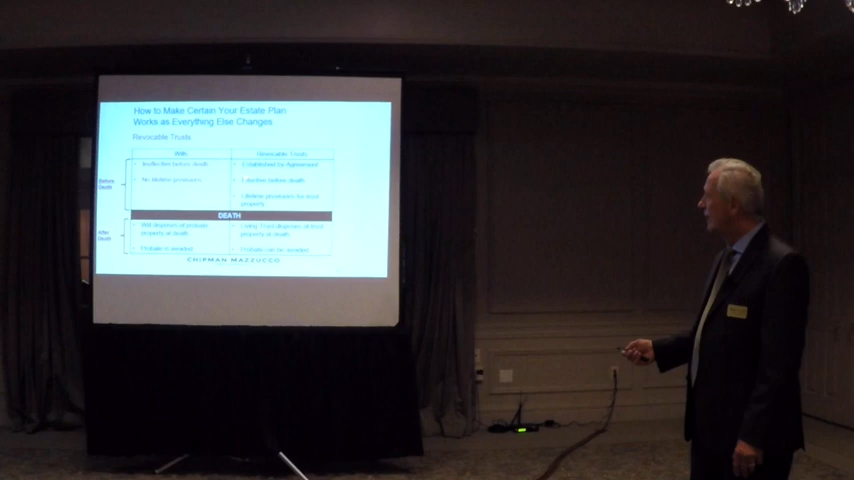 How to Make Certain Your Estate Plan
Works as Everything Else Changes
Revocable Trusts
Wills
Revocable Trusts
Before
Death
• Ineffective before death
• Established by Agreement
• No lifetime provisions
• Effective before death
• Lifetime provisions for trust
property
DEATH
After
Death
• Will disposes of probate
property at death
• Living Trust disposes of trust
property at death
• Probate is needed
• Probate can be avoided
CHIPMAN MAZZUCCO